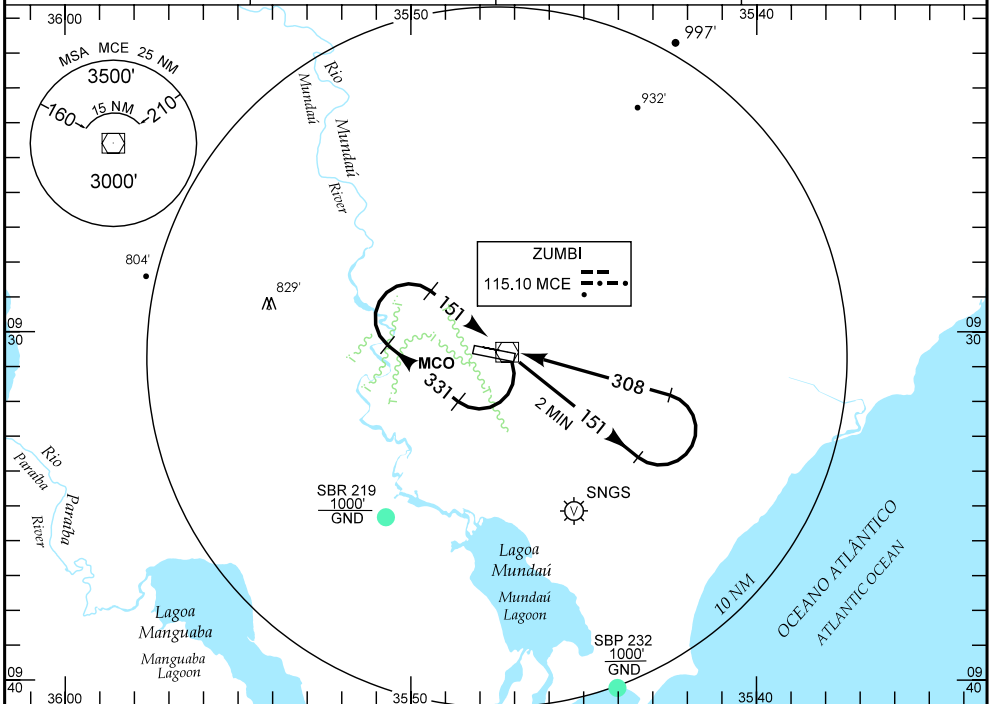 36'00
35'50
35'40
MSA MCE 25 NM
3500'
160
15 NM
210
3000'
Rio
Mundaú
Mundaú
River
997'
932'
804'
829'
ZUMBI
115.10 MCE
151
MCO
331
308
2 MIN
151
09
30
09
30
Rio
Paraíba
Paraíba
River
SBR 219
1000'
GND
SNGS
V
Lagoa
Mundaú
Mundaú
Lagoon
Lagoa
Manguaba
Manguaba
Lagoon
10 NM
OCEANO ATLÂNTICO
ATLANTIC OCEAN
SBP 232
1000'
GND
09
40
09
40
36'00
35'50
35'40